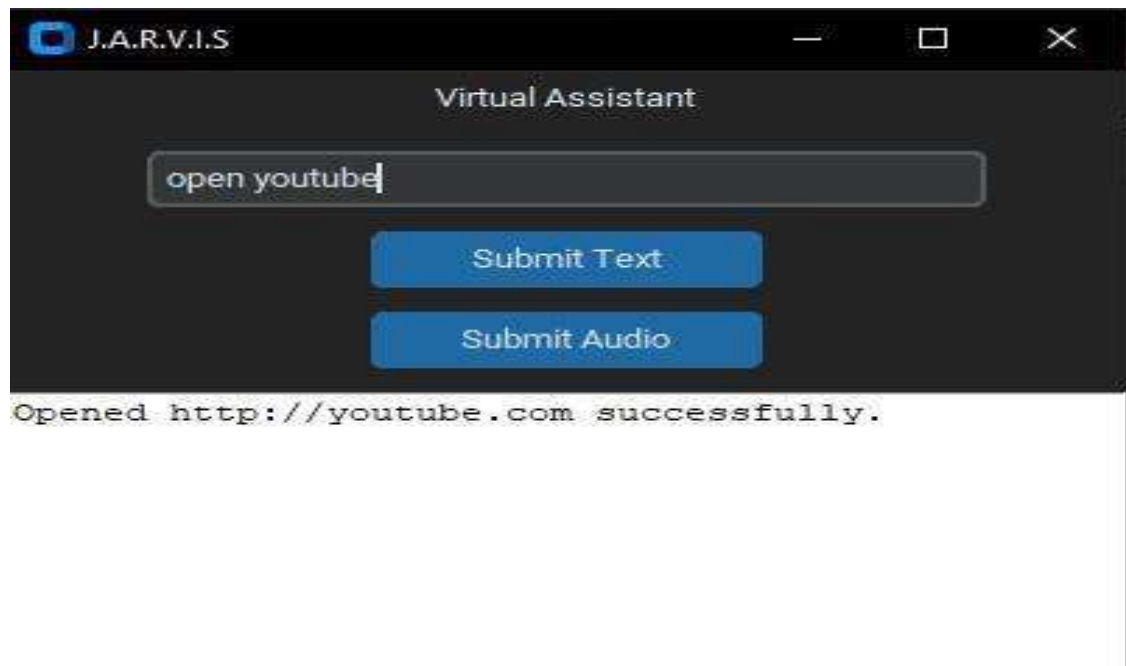 J.A.R.V.I.S
Virtual Assistant
open youtube
Submit Text
Submit Audio
Opened http://youtube.com successfully.